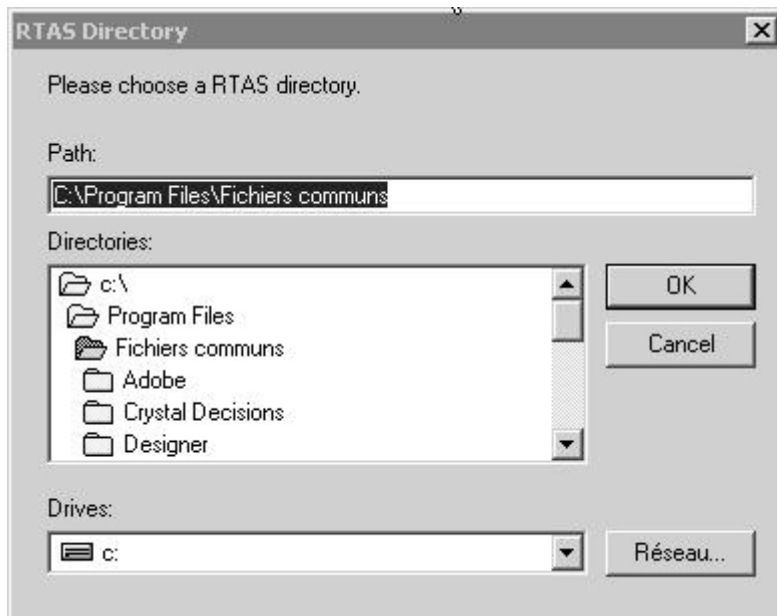 RTAS Directory
Please choose a RTAS directory.
Path:
C:\Program Files\Fichiers communs
Directories:
c:\
Program Files
Fichiers communs
Adobe
Crystal Decisions
Designer
OK
Cancel
Drives:
c:
Réseau...